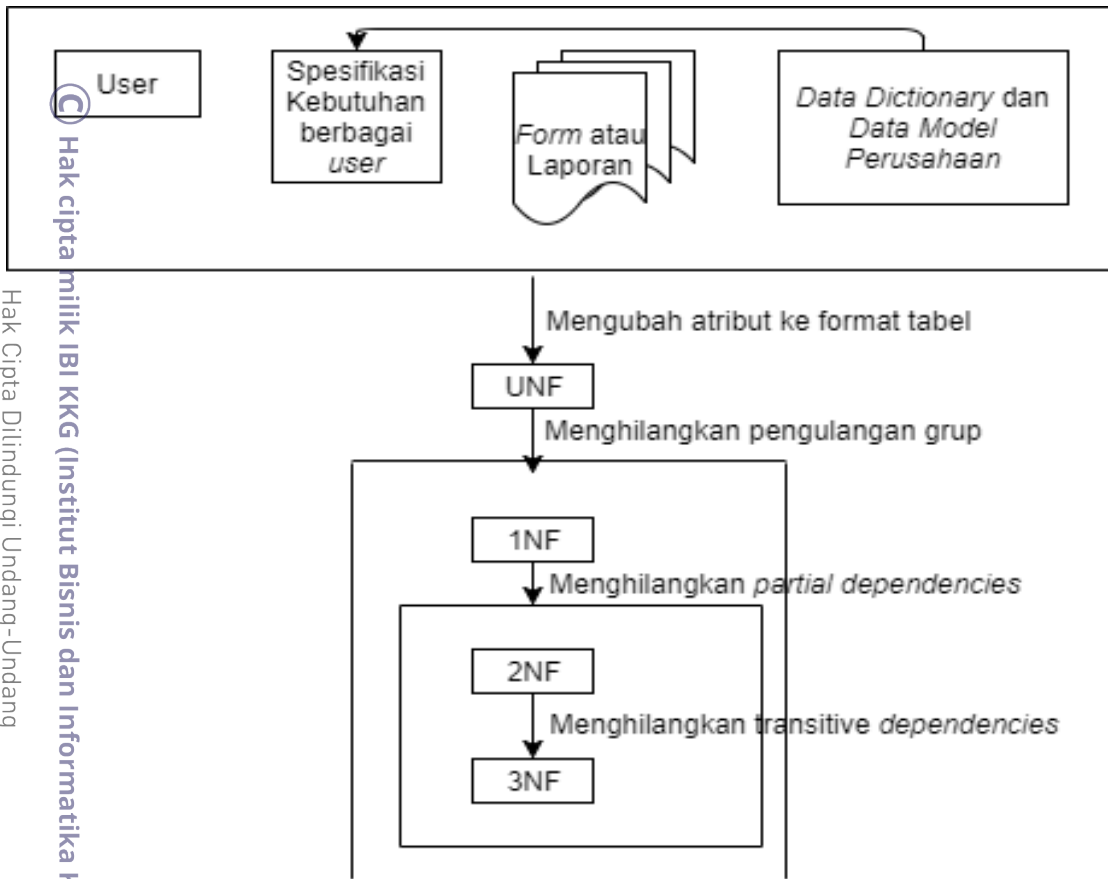 User
Spesifikasi
Kebutuhan
berbagai
user
Form atau
Laporan
Data Dictionary dan
Data Model
Perusahaan
Mengubah atribut ke format tabel
UNF
Menghilangkan pengulangan grup
1NF
Menghilangkan partial dependencies
2NF
Menghilangkan transitive dependencies
3NF
© Hak cipta milik IBI KKG (Institut Bisnis dan Informatika
Hak Cipta Dilindungi Undang-Undang